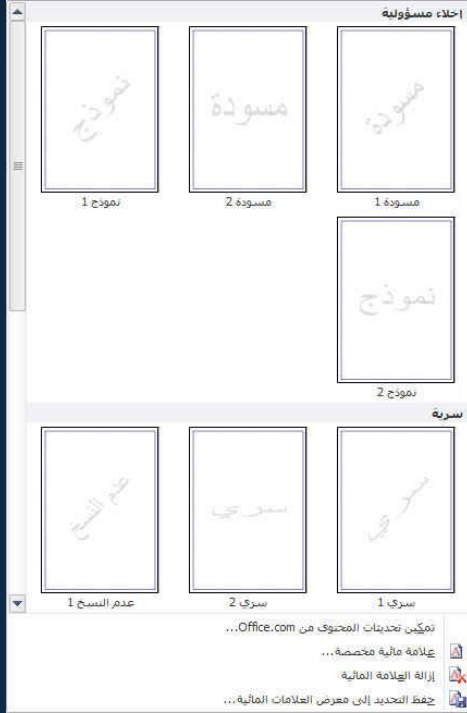 إخلاء مسؤولية
مسودة
مسودة
نموذج
مسودة 1
مسودة 2
نموذج 1
نموذج
نموذج 2
سرية
سري
سري
عدم النسخ
سري 1
سري 2
عدم النسخ 1
تمكين تحديثات المحتوى من Office.com...
علامة مائية مخصصة...
إزالة العلامة المائية
حفظ التحديد إلى معرض العلامات المائية...